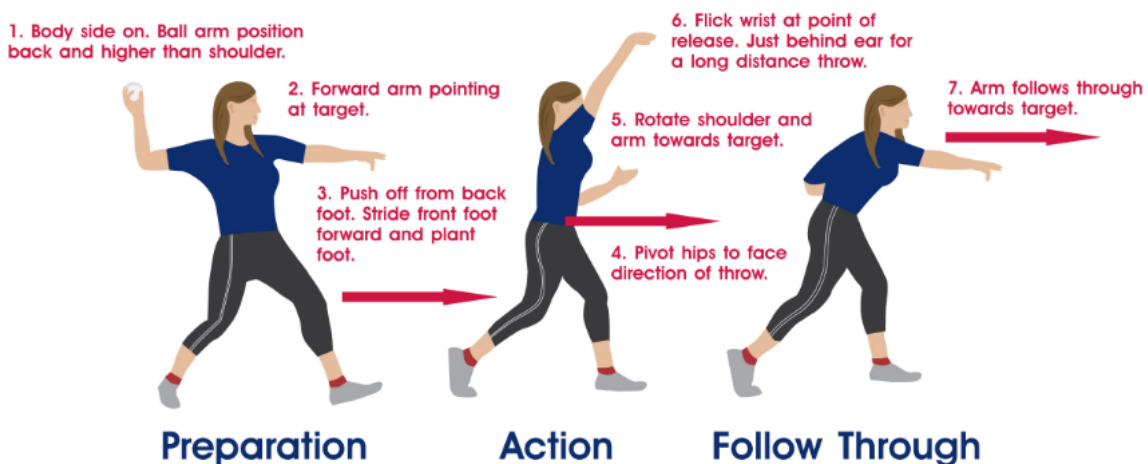 1. Body side on. Ball arm position
back and higher than shoulder.
2. Forward arm pointing
at target.
3. Push off from back
foot. Stride front foot
forward and plant
foot.
4. Pivot hips to face
direction of throw.
5. Rotate shoulder and
arm towards target.
6. Flick wrist at point of
release. Just behind ear for
a long distance throw.
7. Arm follows through
towards target.
Preparation
Action
Follow Through